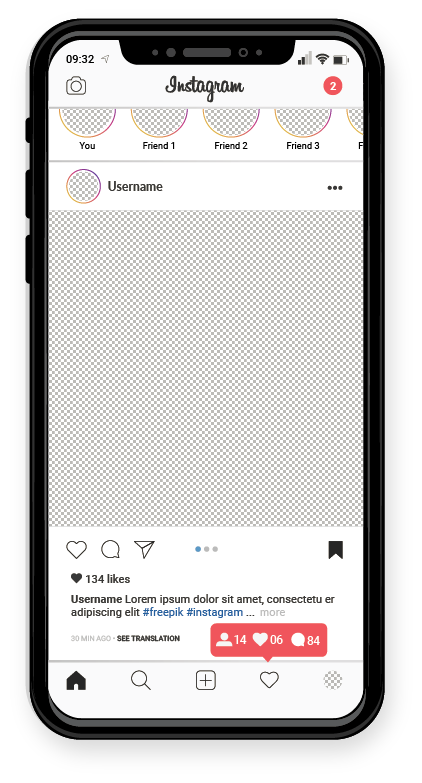 09:32
Instagram
2
You Friend 1 Friend 2 Friend 3 F
Username
134 likes
Username Lorem ipsum dolor sit amet, consectetu er
adipiscing elit #freepik #instagram ... more
30 MIN AGO · SEE TRANSLATION
14 06 84